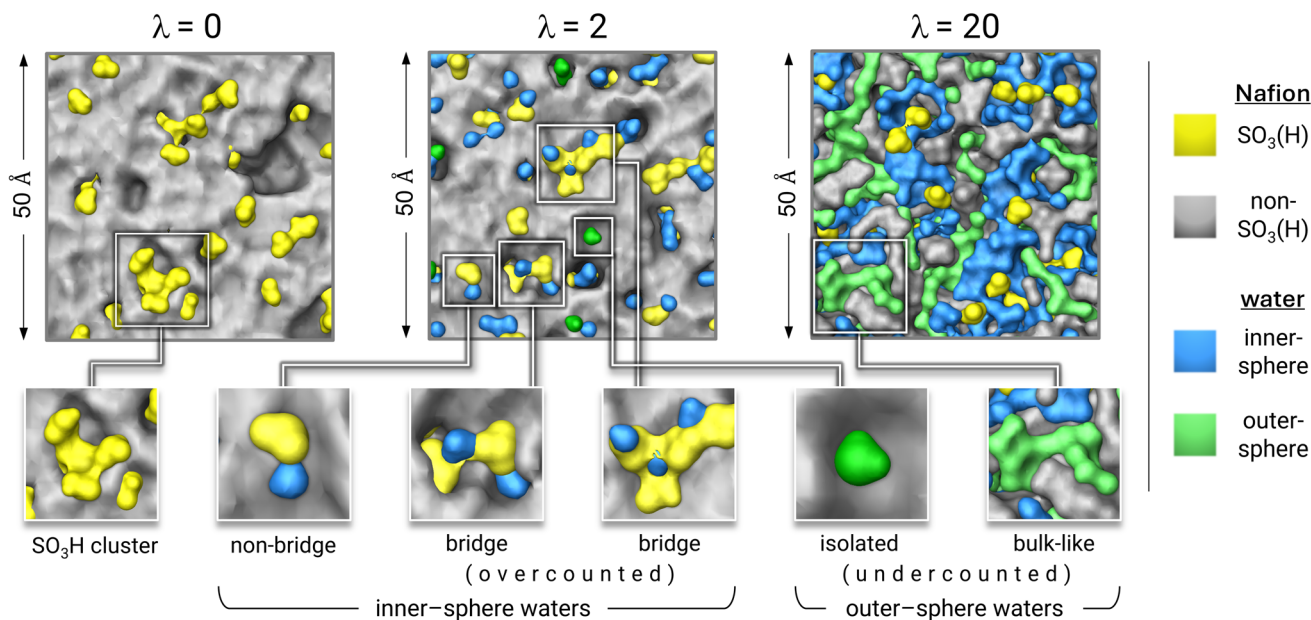 λ = 0
λ = 2
λ = 20
50 Å
50 Å
50 Å
Nafion
SO₃(H)
non-
SO₃(H)
water
inner-
sphere
outer-
sphere
SO₃H cluster
non-bridge
bridge
bridge
isolated
bulk-like
(overcounted)
(undercounted)
inner–sphere waters
outer–sphere waters